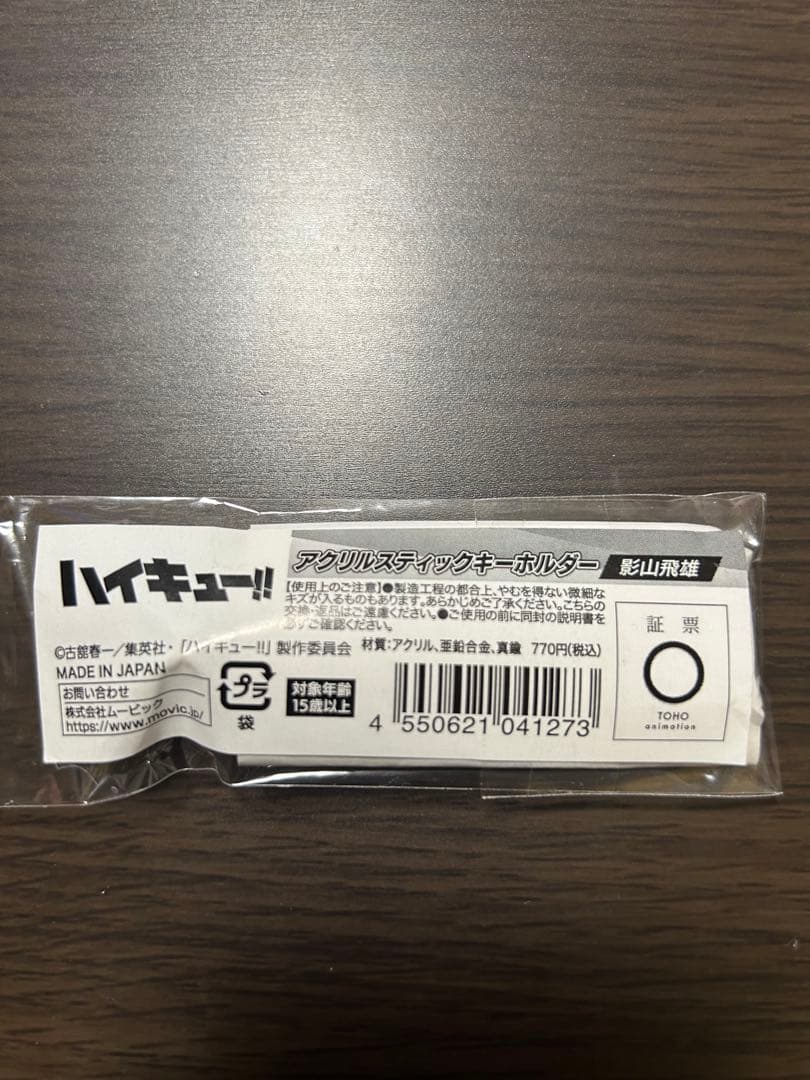 ハイキュー!!
アクリルスティックキーホルダー 影山飛雄
【使用上のご注意】●製造工程の都合上、やむを得ない微細な
キズが入るものもあります。あらかじめご了承ください。こちらの
交換・返品はご遠慮ください。●ご使用の前に同封の説明書を
必ずご確認ください。
©古舘春一／集英社・「ハイキュー!!」製作委員会 材質：アクリル、亜鉛合金、真鍮 770円(税込)
MADE IN JAPAN
お問い合わせ
株式会社ムービック
https://www.movic.jp/
プラ
袋
対象年齢
15歳以上
4 550621 041273
証票
TOHO
animation